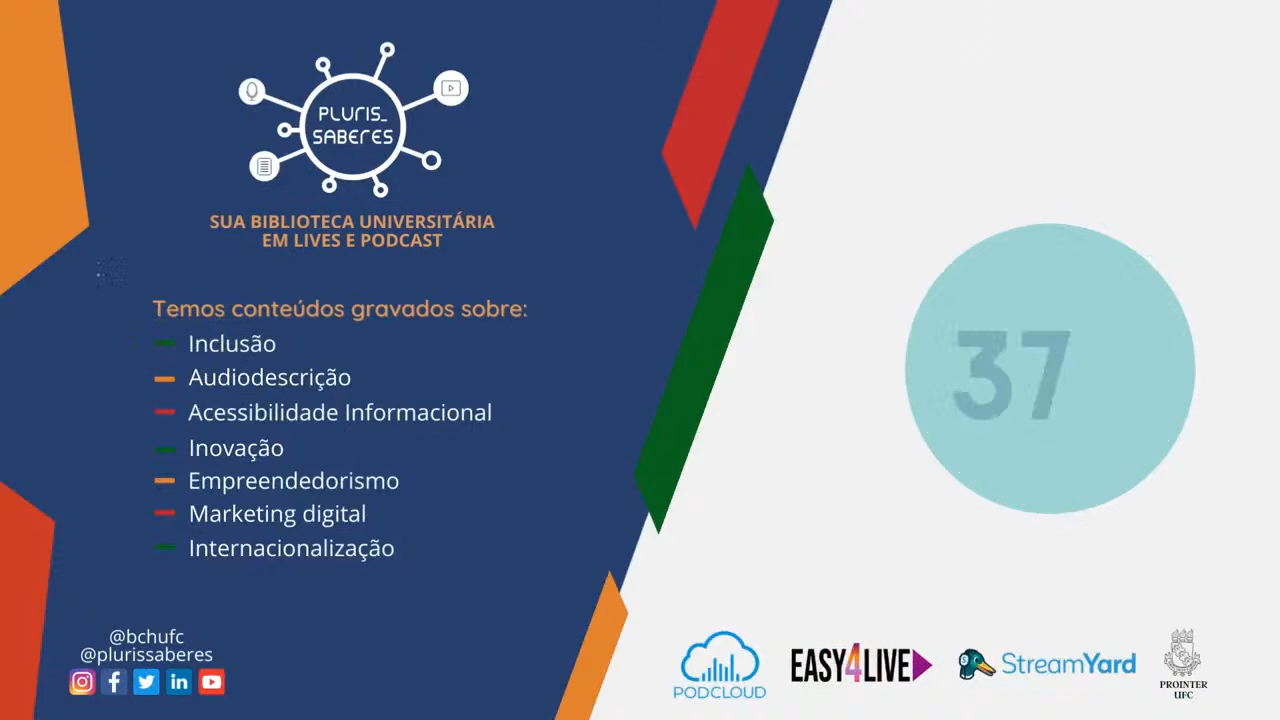 PLURIS_
SABERES
SUA BIBLIOTECA UNIVERSITÁRIA
EM LIVES E PODCAST
Temos conteúdos gravados sobre:
Inclusão
Audiodescrição
Acessibilidade Informacional
Inovação
Empreendedorismo
Marketing digital
Internacionalização
@bchufc
@plurissaberes
37
PODCLOUD
EASY4LIVE
StreamYard
PROINTER
UFC